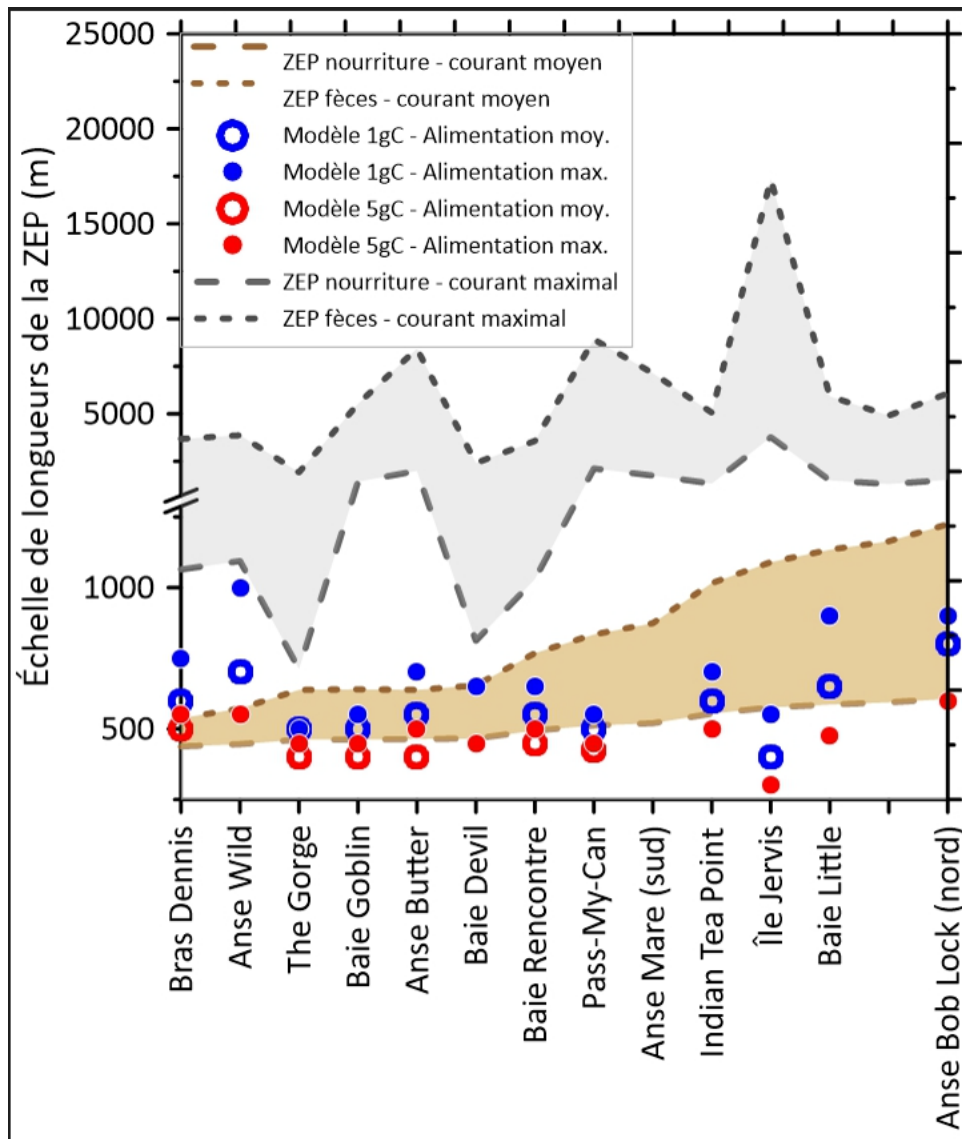 Échelle de longueurs de la ZEP (m)
25000
20000
15000
10000
5000
1000
500
ZEP nourriture - courant moyen
ZEP fèces - courant moyen
Modèle 1gC - Alimentation moy.
Modèle 1gC - Alimentation max.
Modèle 5gC - Alimentation moy.
Modèle 5gC - Alimentation max.
ZEP nourriture - courant maximal
ZEP fèces - courant maximal
Bras Dennis
Anse Wild
The Gorge
Baie Goblin
Anse Butter
Baie Devil
Baie Rencontre
Pass-My-Can
Anse Mare (sud)
Indian Tea Point
Île Jervis
Baie Little
Anse Bob Lock (nord)